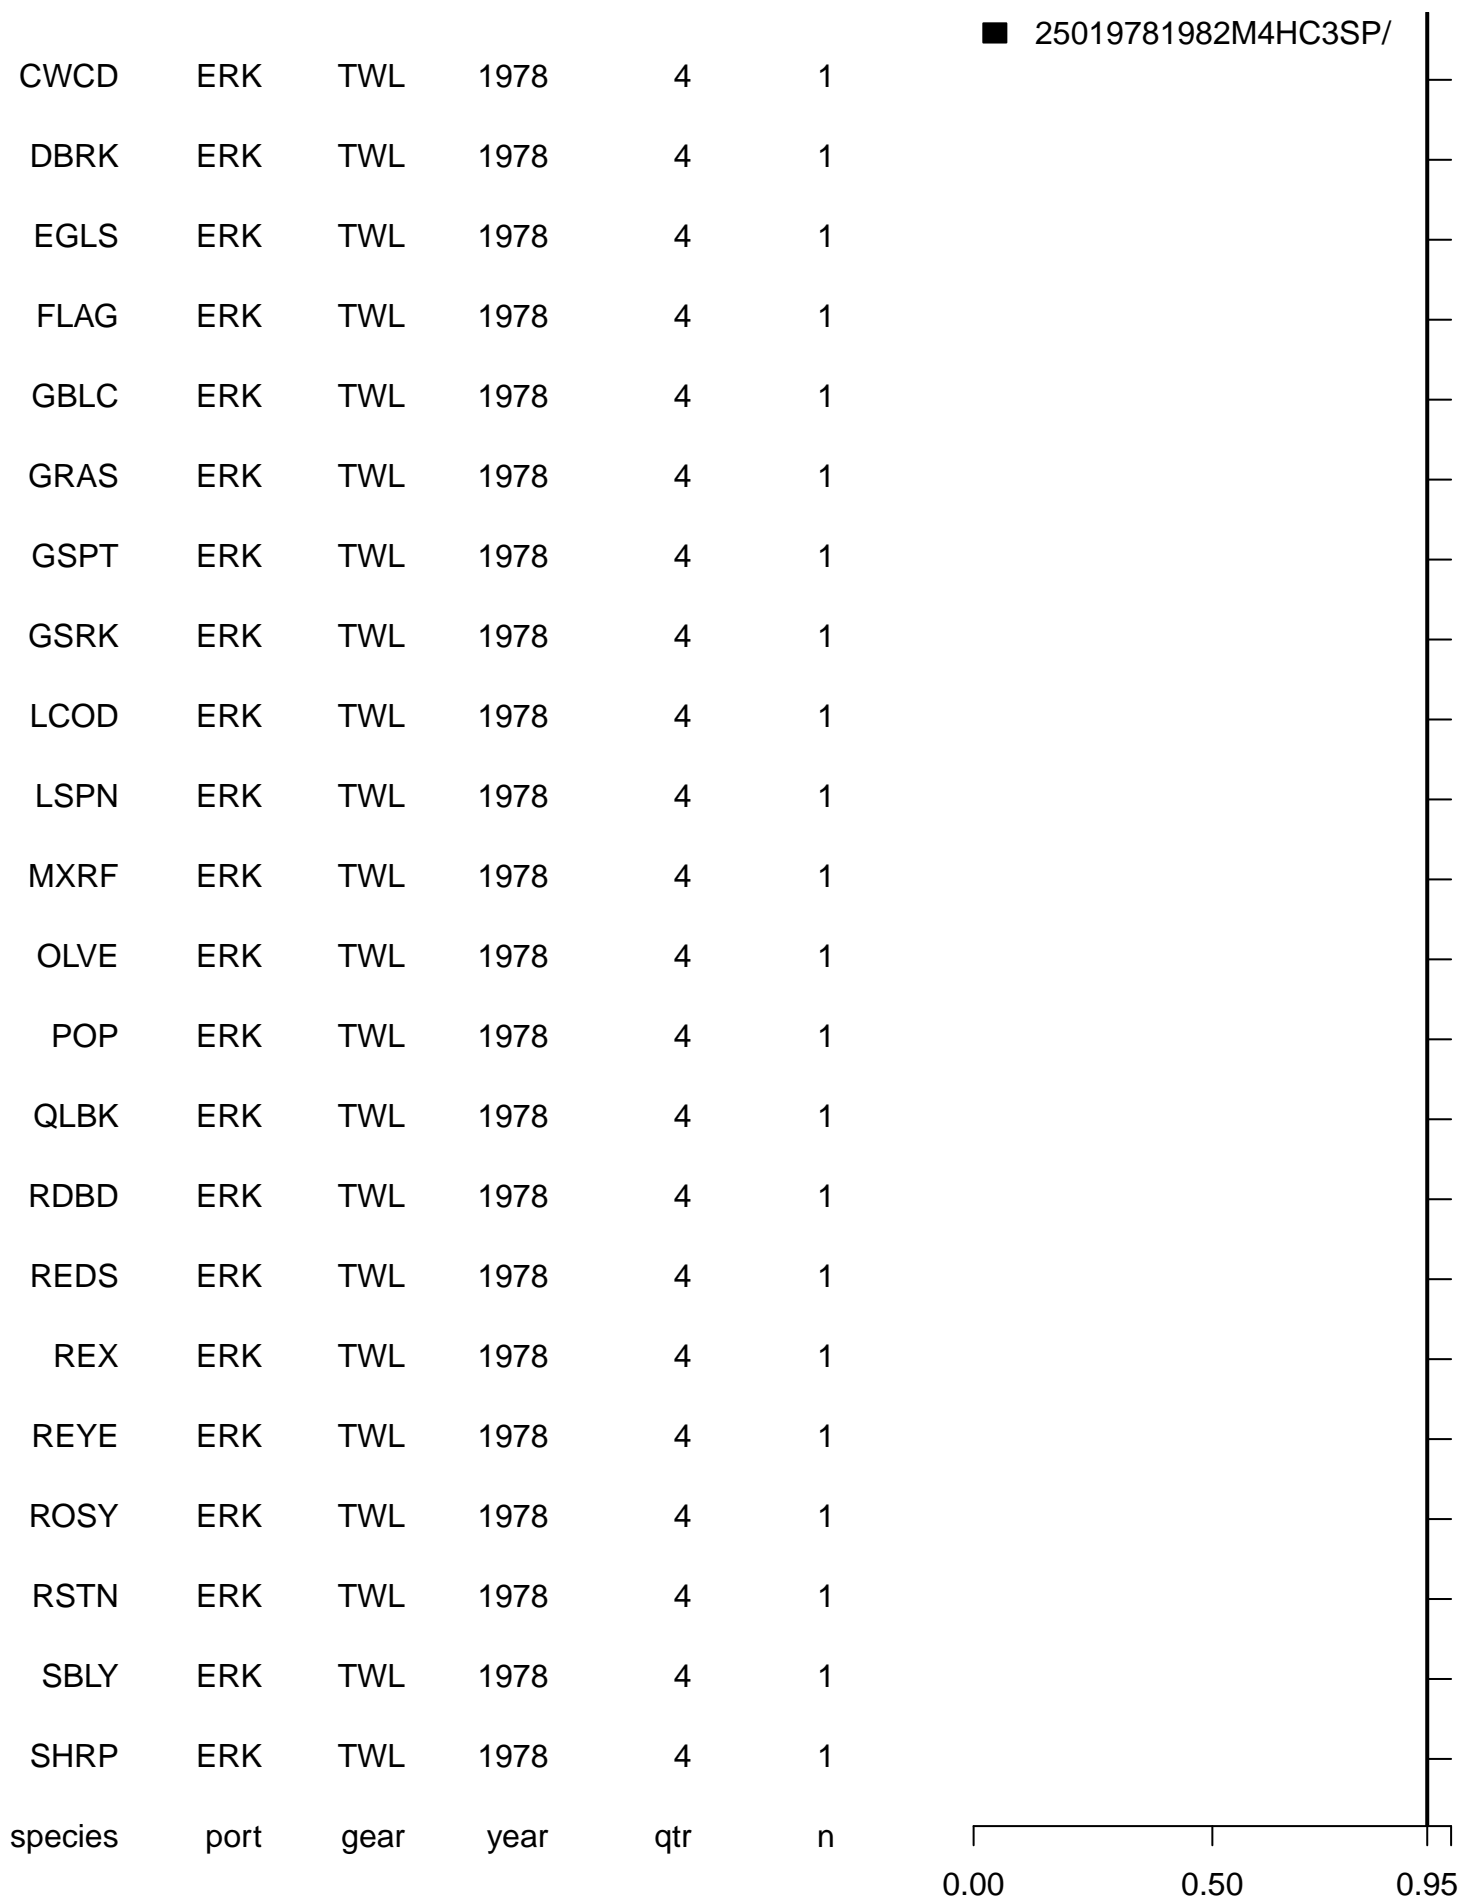 25019781982M4HC3SP/
CWCD ERK TWL 1978 4 1
DBRK ERK TWL 1978 4 1
EGLS ERK TWL 1978 4 1
FLAG ERK TWL 1978 4 1
GBLC ERK TWL 1978 4 1
GRAS ERK TWL 1978 4 1
GSPT ERK TWL 1978 4 1
GSRK ERK TWL 1978 4 1
LCOD ERK TWL 1978 4 1
LSPN ERK TWL 1978 4 1
MXRF ERK TWL 1978 4 1
OLVE ERK TWL 1978 4 1
POP ERK TWL 1978 4 1
QLBK ERK TWL 1978 4 1
RDBD ERK TWL 1978 4 1
REDS ERK TWL 1978 4 1
REX ERK TWL 1978 4 1
REYE ERK TWL 1978 4 1
ROSY ERK TWL 1978 4 1
RSTN ERK TWL 1978 4 1
SBLY ERK TWL 1978 4 1
SHRP ERK TWL 1978 4 1
species port gear year qtr n
0.00 0.50 0.95